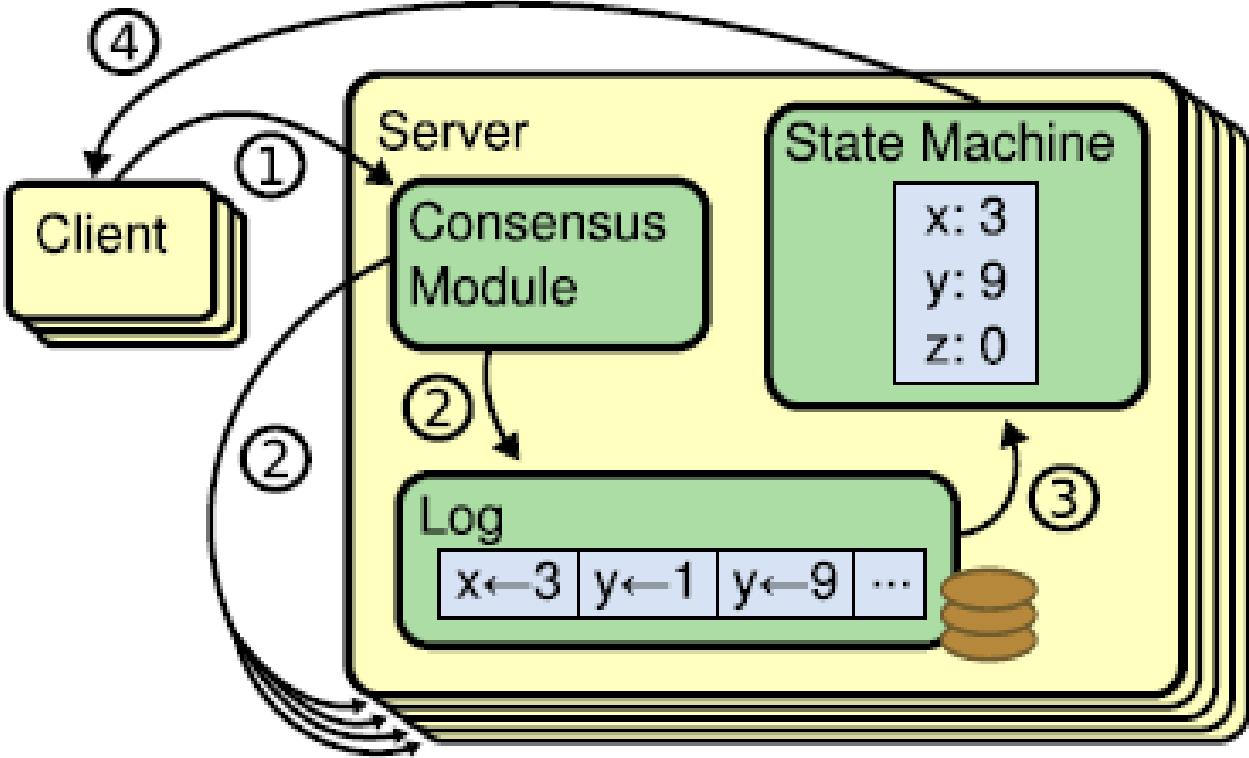 ④
①
Server
State Machine
Client
Consensus
Module
x: 3
y: 9
z: 0
②
②
③
Log
x←3 y←1 y←9 ...